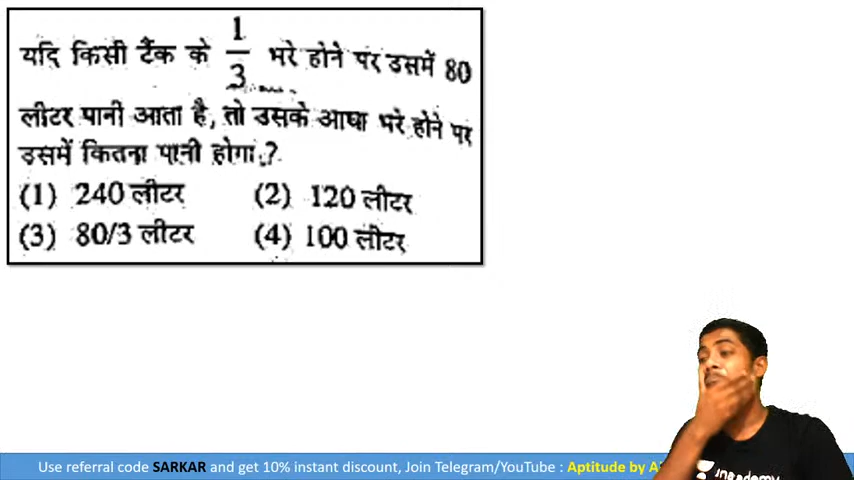 यदि किसी टैंक के 1/3 भरे होने पर उसमें 80
लीटर पानी आता है, तो उसके आधा भरे होने पर
उसमें कितना पानी होगा ?
(1) 240 लीटर (2) 120 लीटर
(3) 80/3 लीटर (4) 100 लीटर
unacademy
Use referral code SARKAR and get 10% instant discount, Join Telegram/YouTube : Aptitude by